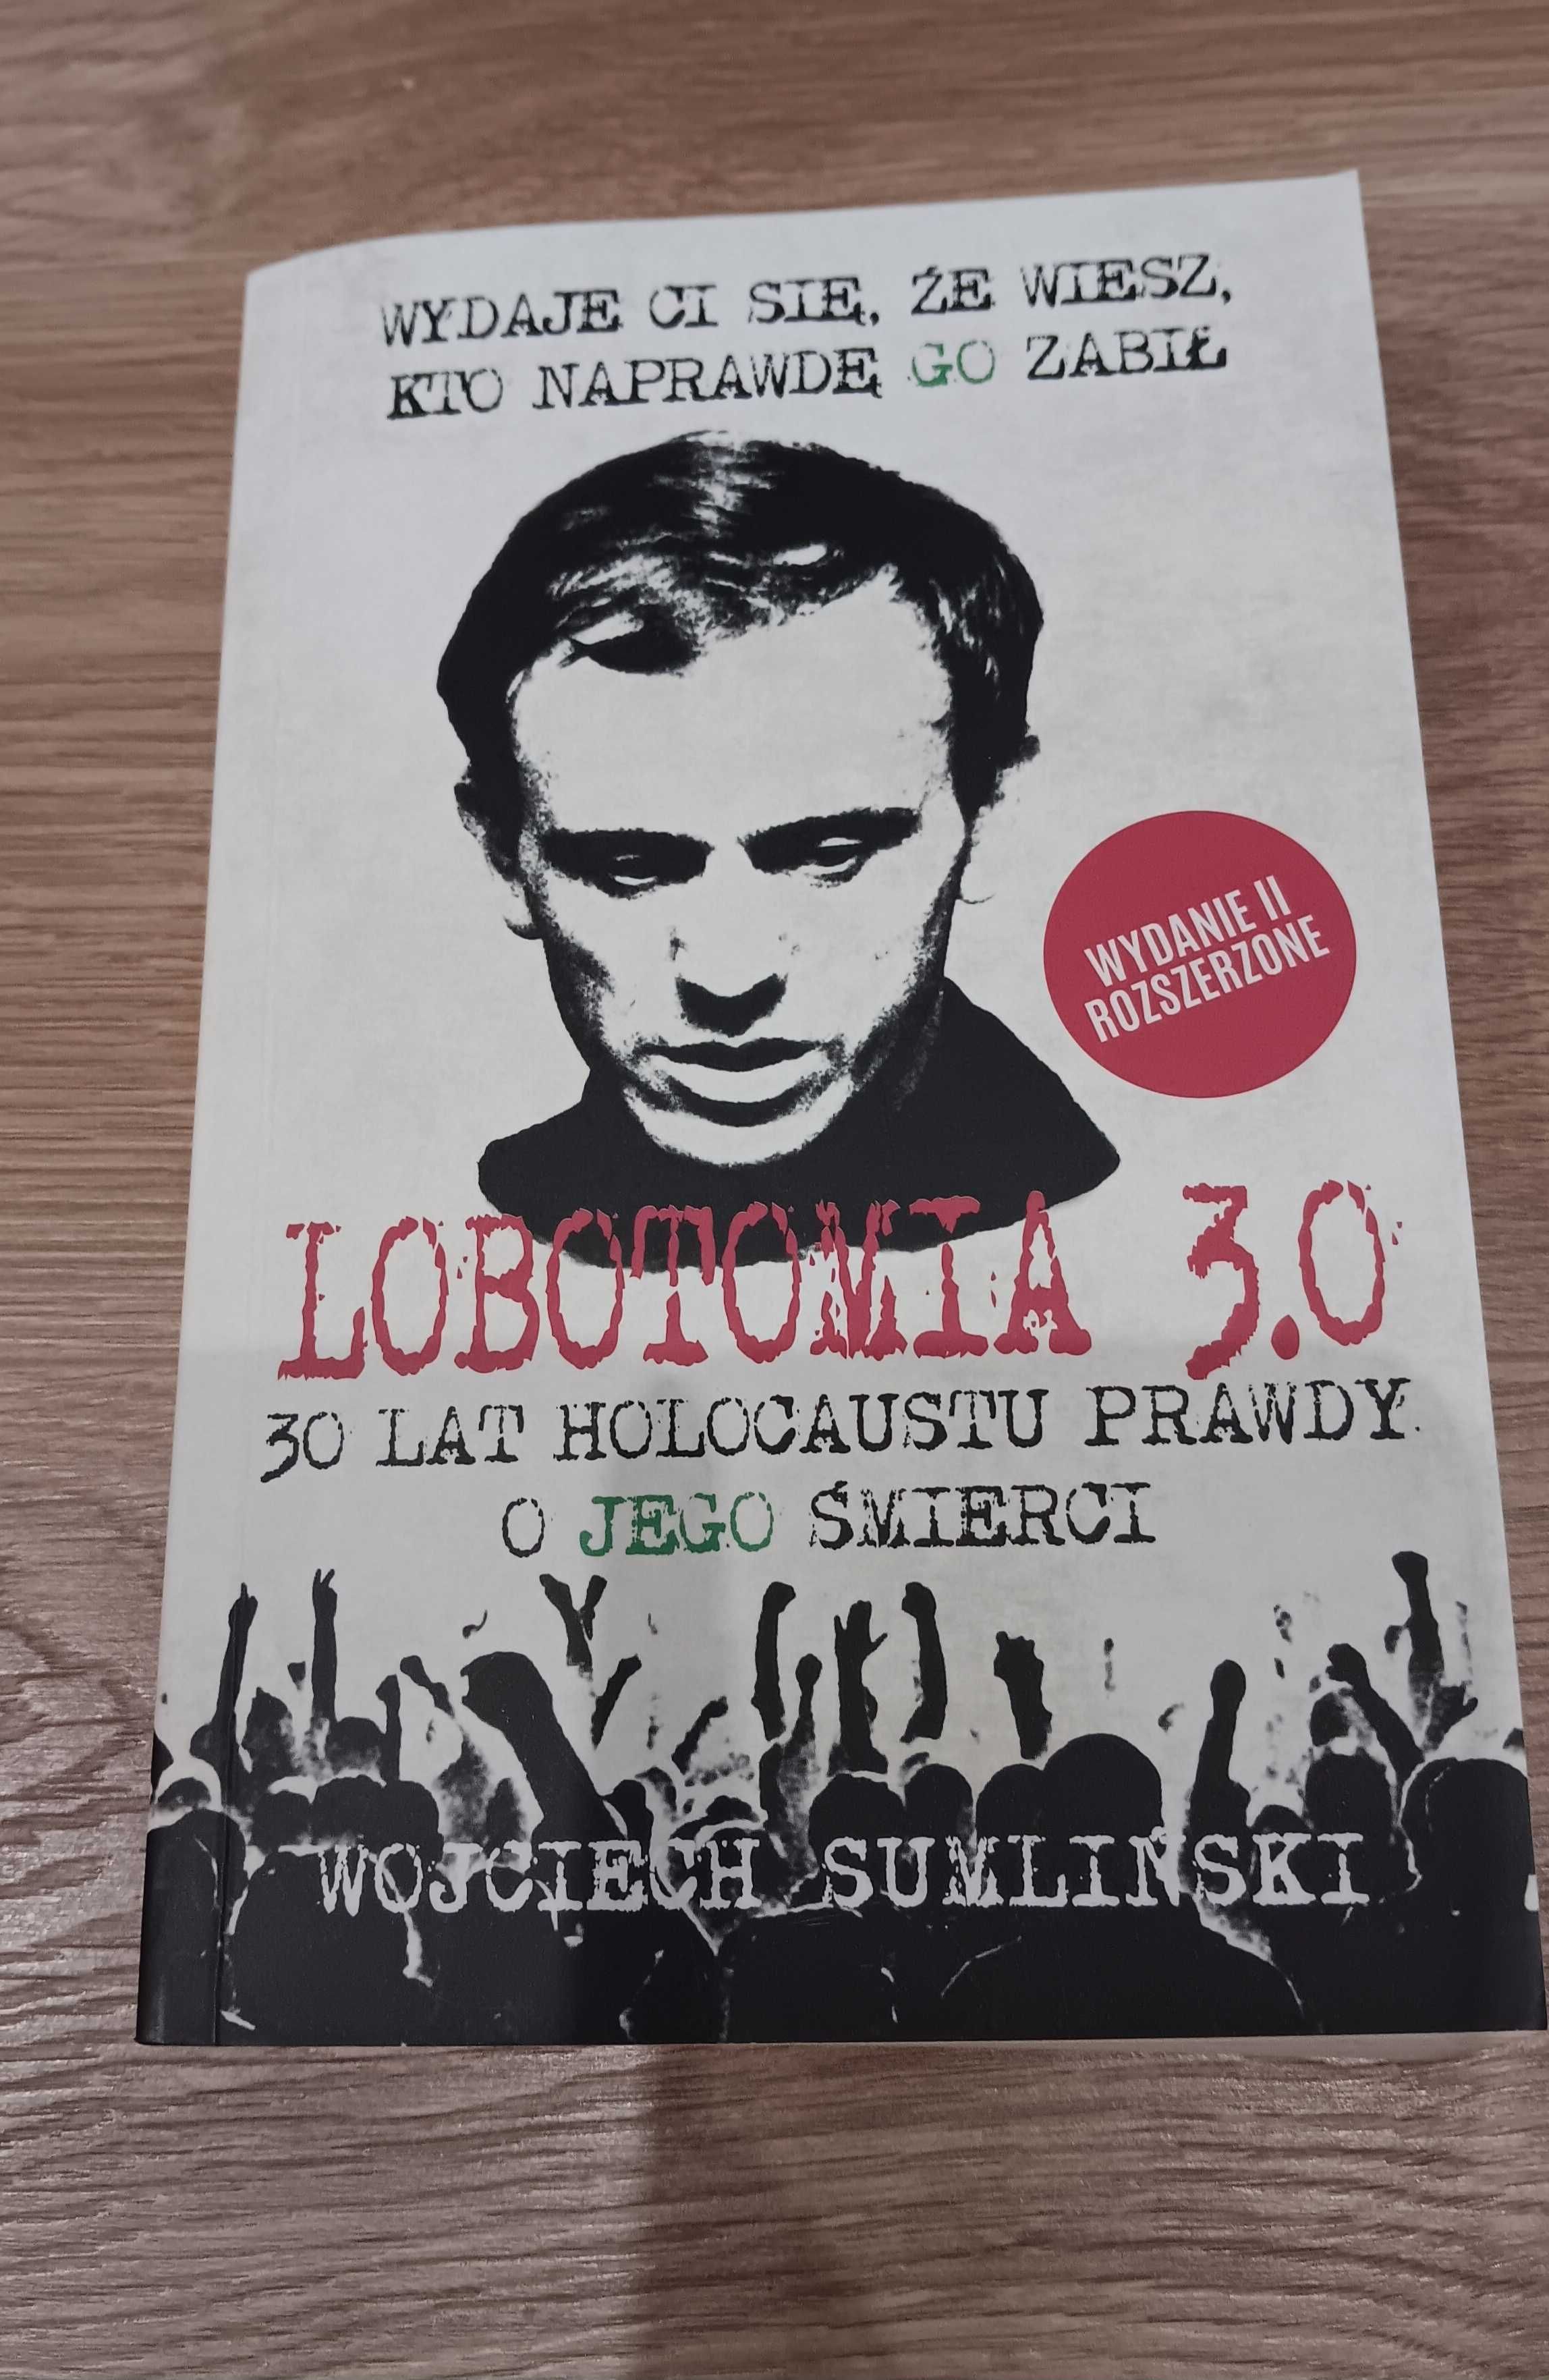 WYDAJE CI SIĘ, ŻE WIESZ,
KTO NAPRAWDĘ GO ZABIŁ
WYDANIE II
ROZSZERZONE
LOBOTOMIA 3.0
30 LAT HOLOCAUSTU PRAWDY
O JEGO ŚMIERCI
WOJCIECH SUMLIŃSKI